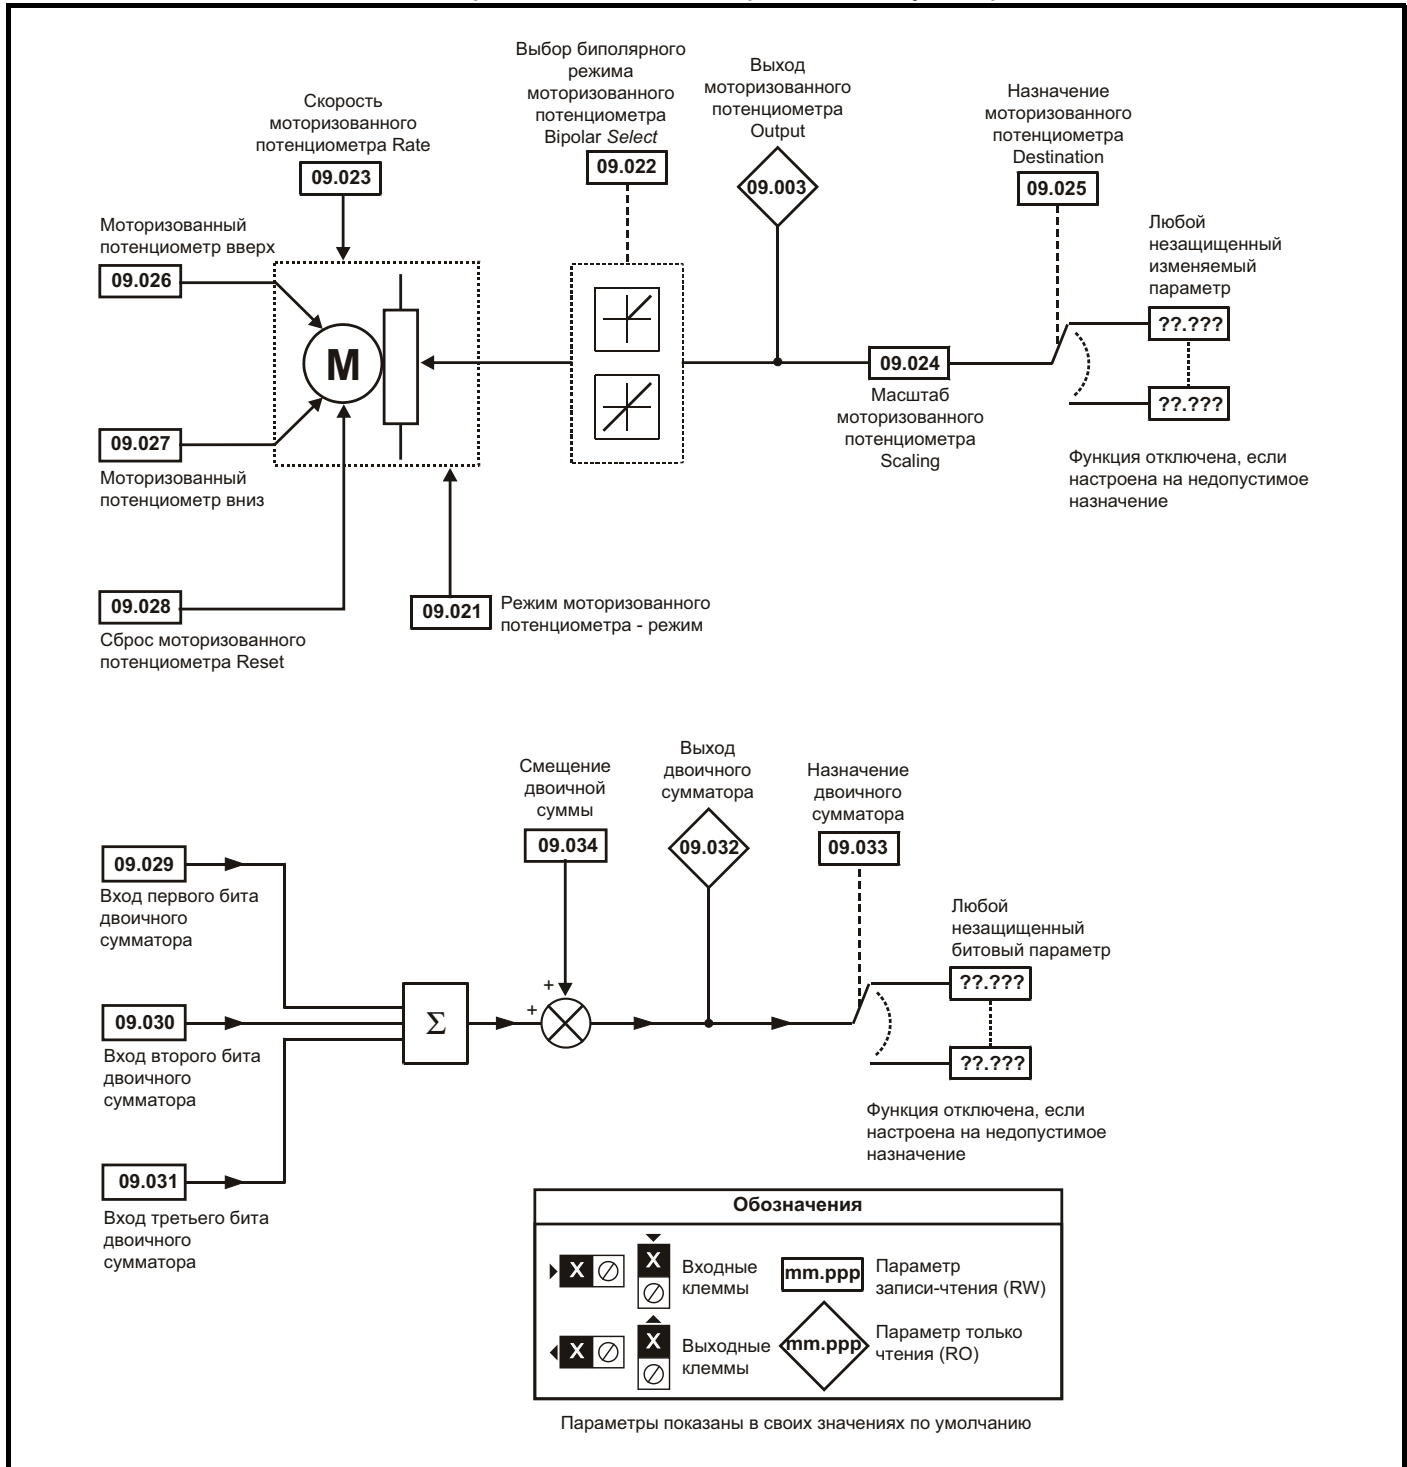 Выбор биполярного
режима
моторизованного
потенциометра
Bipolar Select
09.022
Выход
моторизованного
потенциометра
Output
09.003
Скорость
моторизованного
потенциометра Rate
09.023
Назначение
моторизованного
потенциометра
Destination
09.025
Моторизованный
потенциометр вверх
09.026
Любой
незащищенный
изменяемый
параметр
??.???
??.???
M
09.024
Масштаб
моторизованного
потенциометра
Scaling
09.027
Моторизованный
потенциометр вниз
Функция отключена, если
настроена на недопустимое
назначение
09.028
Сброс моторизованного
потенциометра Reset
09.021
Режим моторизованного
потенциометра - режим
Смещение
двоичной
суммы
09.034
Выход
двоичного
сумматора
09.032
Назначение
двоичного
сумматора
09.033
09.029
Вход первого бита
двоичного
сумматора
Любой
незащищенный
битовый параметр
??.???
??.???
09.030
Вход второго бита
двоичного
сумматора
Σ
+
+
Функция отключена, если
настроена на недопустимое
назначение
09.031
Вход третьего бита
двоичного
сумматора
Обозначения
X
X
Входные
клеммы
mm.ppp
Параметр
записи-чтения (RW)
X
X
Выходные
клеммы
mm.ppp
Параметр только
чтения (RO)
Параметры показаны в своих значениях по умолчанию